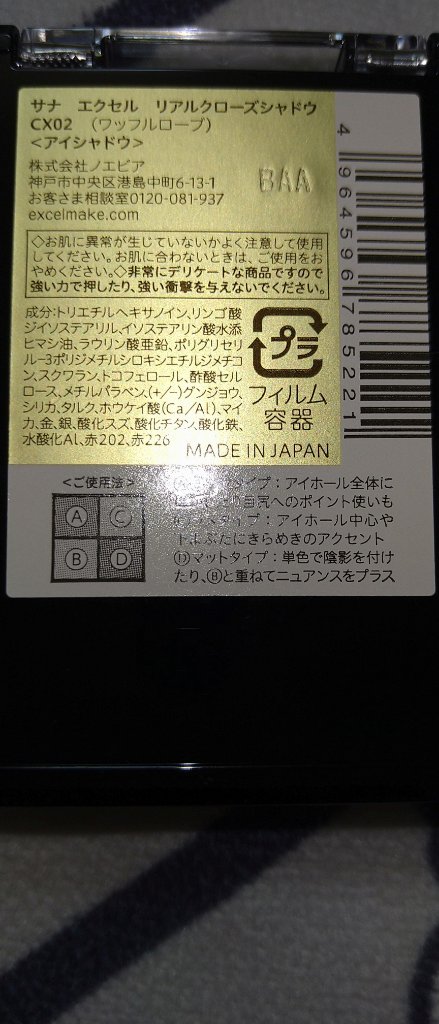 サナ エクセル リアルクローズシャドウ
CX02 （ワッフルローブ）
<アイシャドウ>
株式会社ノエビア
神戸市中央区港島中町6-13-1
お客さま相談室0120-081-937
excelmake.com
BAA
4 964596 785221
◇お肌に異常が生じていないかよく注意して使用
してください。お肌に合わないときは、ご使用をお
やめください。◇非常にデリケートな商品ですので
強い力で押したり、強い衝撃を与えないでください。
成分:トリエチルヘキサノイン、リンゴ酸
ジイソステアリル、イソステアリン酸水添
ヒマシ油、ラウリン酸亜鉛、ポリグリセリ
ル-3ポリジメチルシロキシエチルジメチコ
ン、スクワラン、トコフェロール、酢酸セル
ロース、メチルパラベン、(+/-)グンジョウ、
シリカ、タルク、ホウケイ酸(Ca/Al)、マイ
カ、金、銀、酸化スズ、酸化チタン、酸化鉄、
水酸化Al、赤202、赤226
プラ
フィルム
容器
MADE IN JAPAN
<ご使用法>
A C
B D
タイプ：アイホール全体に
へのポイント使いも
タイプ：アイホール中心や
まぶたにきらめきのアクセント
Ⓓマットタイプ：単色で陰影を付け
たり、Ⓑと重ねてニュアンスをプラス